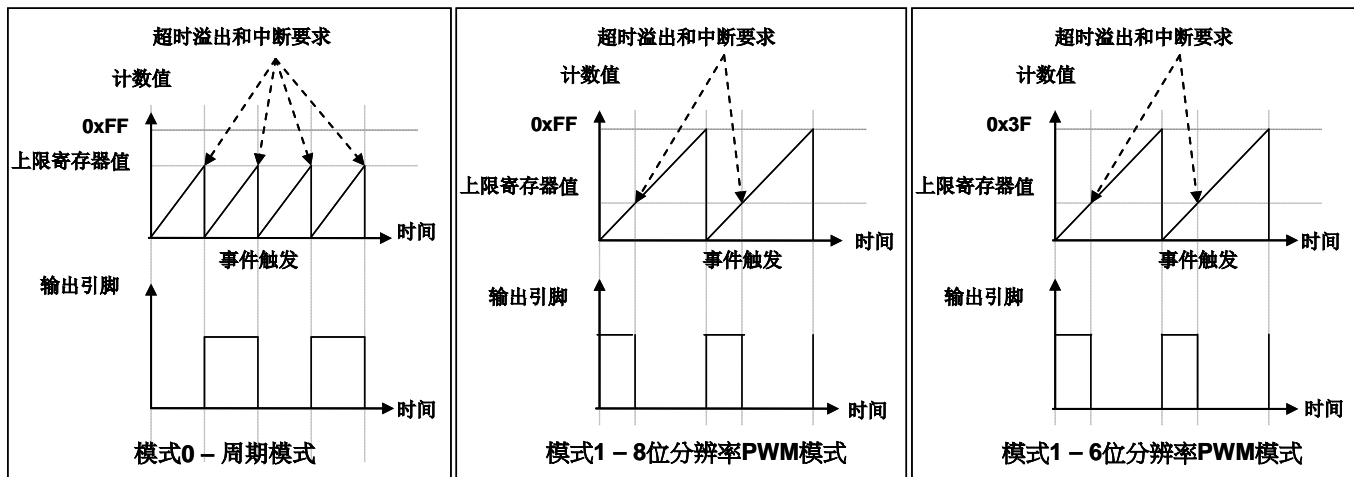 超时溢出和中断要求
计数值
0xFF
上限寄存器值
时间
事件触发
输出引脚
时间
模式0 – 周期模式
超时溢出和中断要求
计数值
0xFF
上限寄存器值
时间
事件触发
输出引脚
时间
模式1 – 8位分辨率PWM模式
超时溢出和中断要求
计数值
0x3F
上限寄存器值
时间
事件触发
输出引脚
时间
模式1 – 6位分辨率PWM模式